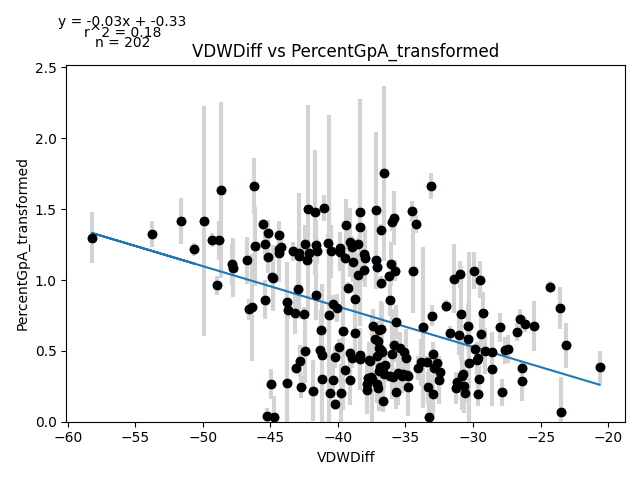 y = -0.03x + -0.33
r^2 = 0.18
n = 202
VDWDiff vs PercentGpA_transformed
2.5
2.0
1.5
1.0
0.5
0.0
PercentGpA_transformed
−60 −55 −50 −45 −40 −35 −30 −25 −20
VDWDiff